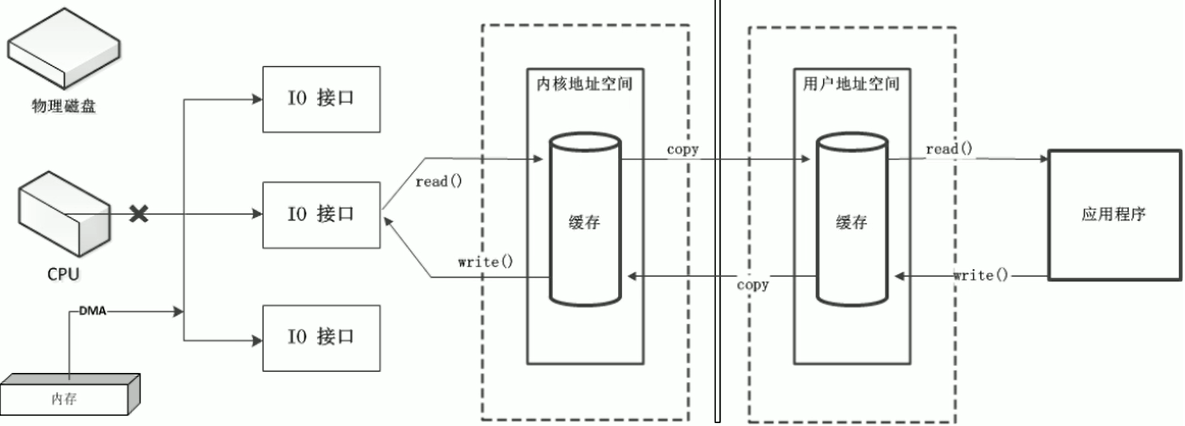 物理磁盘
CPU
DMA
内存
IO 接口
IO 接口
IO 接口
read()
write()
内核地址空间
缓存
copy
copy
用户地址空间
缓存
read()
write()
应用程序